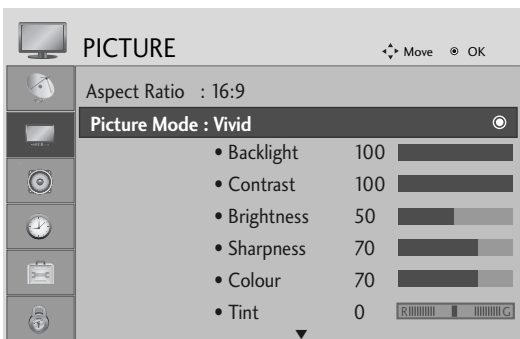 PICTURE Move OK
Aspect Ratio : 16:9
Picture Mode : Vivid
• Backlight 100
• Contrast 100
• Brightness 50
• Sharpness 70
• Colour 70
• Tint 0 R G